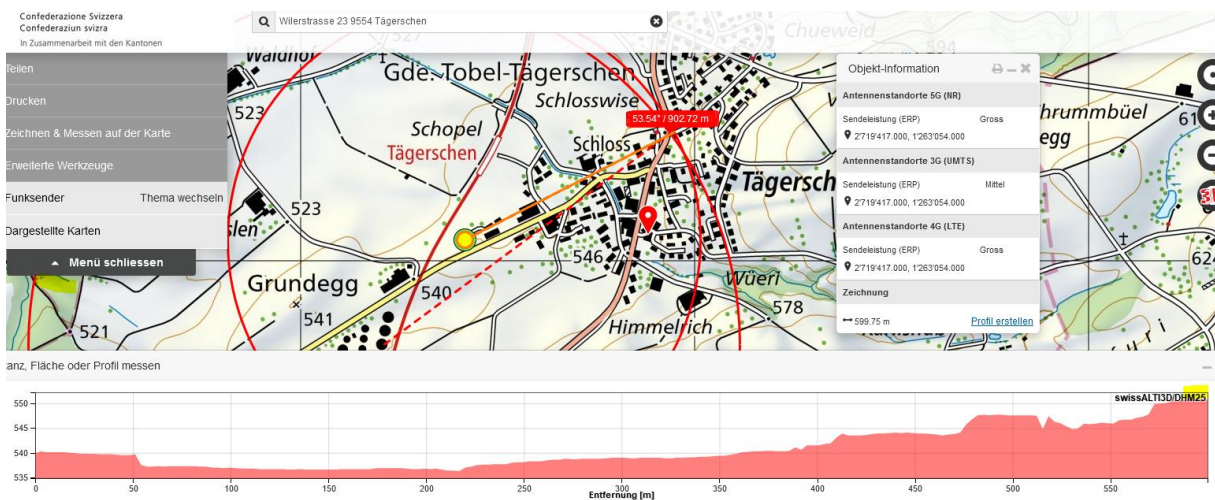 Confederazione Svizzera
Confederaziun svizra
In Zusammenarbeit mit den Kantonen
Wilerstrasse 23 9554 Tägerschen
Teilen
Drucken
Zeichnen & Messen auf der Karte
Erweiterte Werkzeuge
Funksender Thema wechseln
Dargestellte Karten
Menü schliessen
Waldhof
527
Chueweid
594
Gde. Tobel-Tägerschen
523
Schlosswise
53.54° / 902.72 m
Schopel
Schloss
Tägerschen
Tägersch
523
slen
546
Grundegg
540
541
Wüeri
578
521
Himmelrich
hrummbüel
egg
61
62
Objekt-Information
Antennenstandorte 5G (NR)
Sendeleistung (ERP) Gross
2'719'417.000, 1'263'054.000
Antennenstandorte 3G (UMTS)
Sendeleistung (ERP) Mittel
2'719'417.000, 1'263'054.000
Antennenstandorte 4G (LTE)
Sendeleistung (ERP) Gross
2'719'417.000, 1'263'054.000
Zeichnung
599.75 m Profil erstellen
tanz, Fläche oder Profil messen
swissALTI3D/DHM25
550
545
540
535
0 50 100 150 200 250 300 350 400 450 500 550
Entfernung [m]